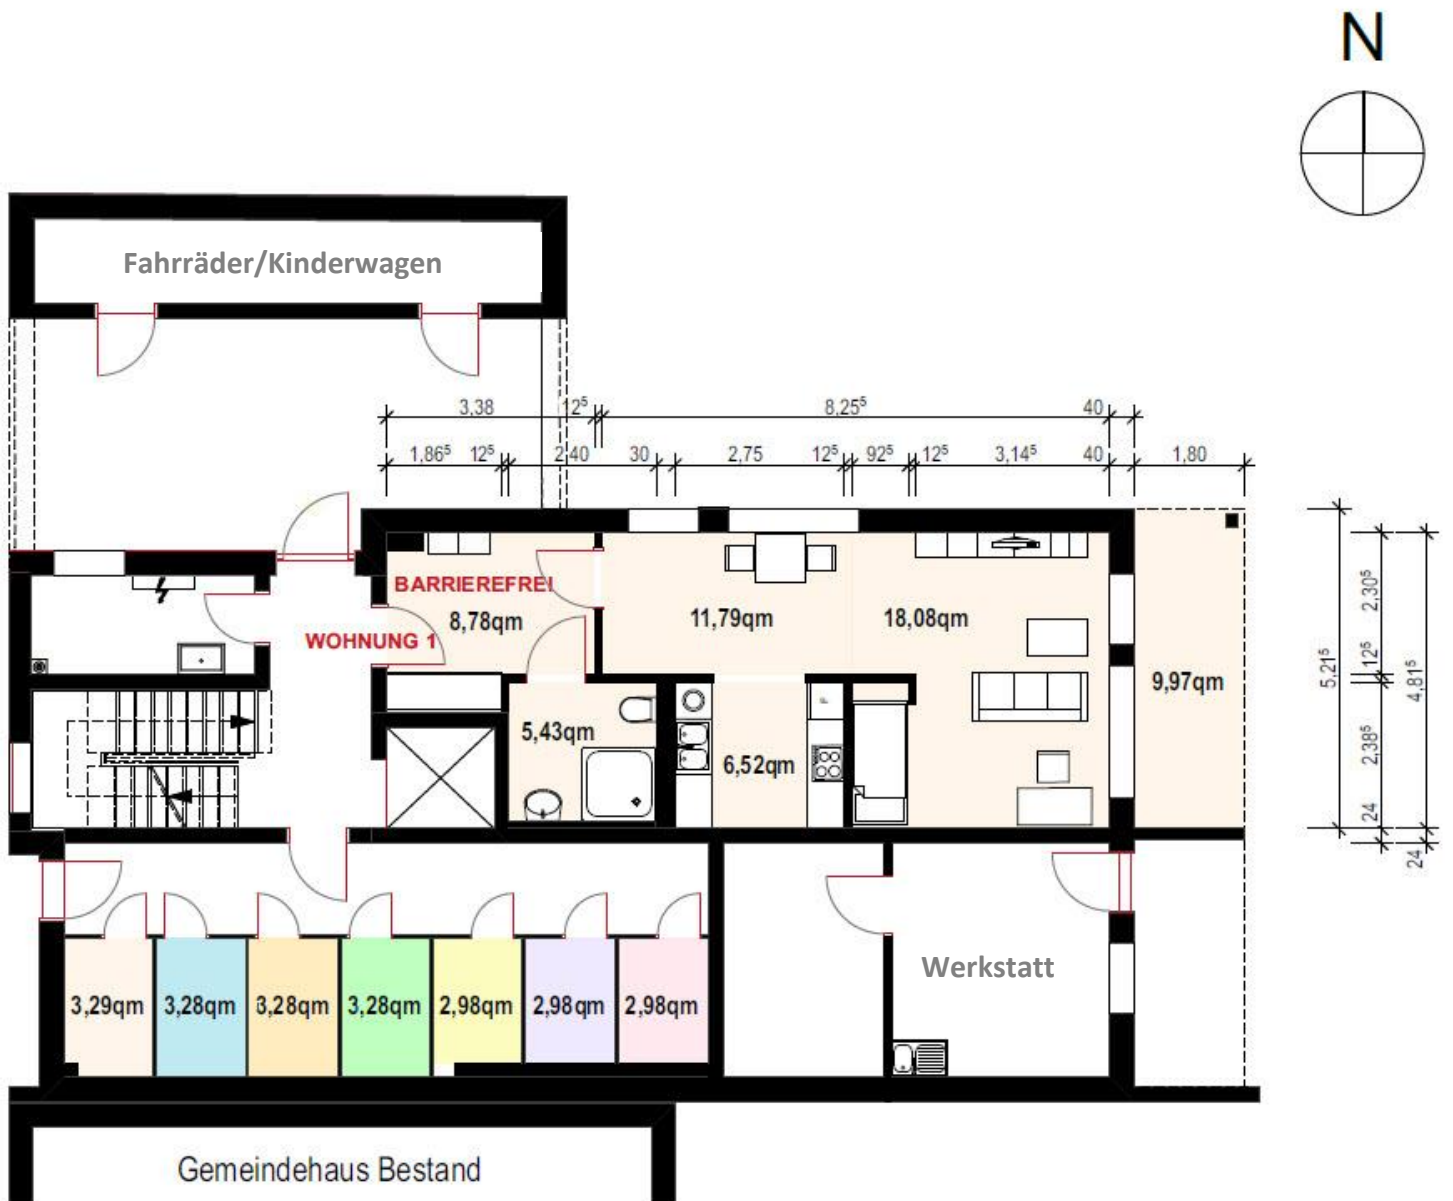 N
Fahrräder/Kinderwagen
3,38 12⁵ 8,25⁵ 40
1,86⁵ 12⁵ 2,40 30 2,75 12⁵ 92⁵ 12⁵ 3,14⁵ 40 1,80
BARRIEREFREI
8,78qm
11,79qm
18,08qm
WOHNUNG 1
9,97qm
5,43qm
6,52qm
2,30⁵
12⁵
2,38⁵
24
5,21⁵
4,81⁵
24
Werkstatt
3,29qm 3,28qm 3,28qm 3,28qm 2,98qm 2,98qm 2,98qm
Gemeindehaus Bestand